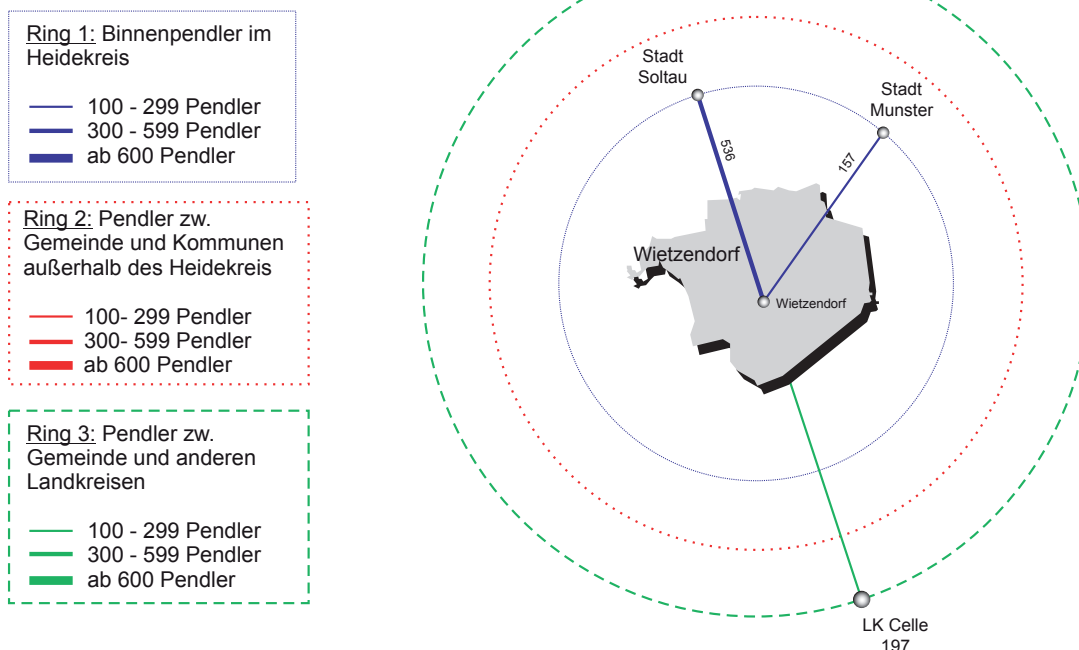 Ring 1: Binnenpendler im
Heidekreis
100 - 299 Pendler
300 - 599 Pendler
ab 600 Pendler
Ring 2: Pendler zw.
Gemeinde und Kommunen
außerhalb des Heidekreis
100- 299 Pendler
300- 599 Pendler
ab 600 Pendler
Ring 3: Pendler zw.
Gemeinde und anderen
Landkreisen
100 - 299 Pendler
300 - 599 Pendler
ab 600 Pendler
Stadt
Soltau
Stadt
Munster
536
157
Wietzendorf
Wietzendorf
LK Celle
197